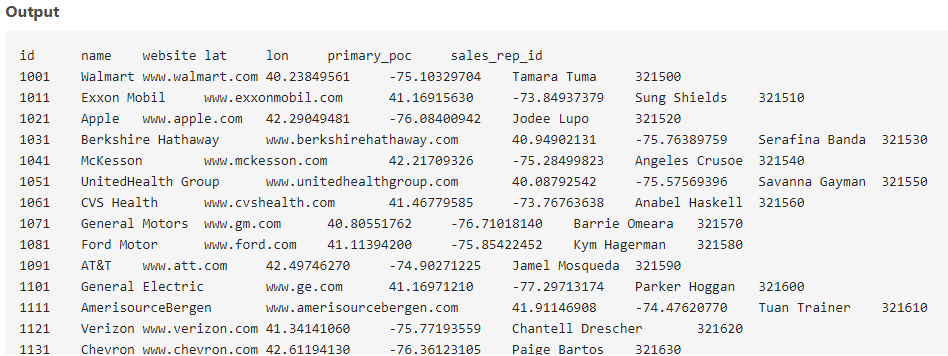 Output
id name website lat lon primary_poc sales_rep_id
1001 Walmart www.walmart.com 40.23849561 -75.10329704 Tamara Tuma 321500
1011 Exxon Mobil www.exxonmobil.com 41.16915630 -73.84937379 Sung Shields 321510
1021 Apple www.apple.com 42.29049481 -76.08400942 Jodee Lupo 321520
1031 Berkshire Hathaway www.berkshirehathaway.com 40.94902131 -75.76389759 Serafina Banda 321530
1041 McKesson www.mckesson.com 42.21709326 -75.28499823 Angeles Crusoe 321540
1051 UnitedHealth Group www.unitedhealthgroup.com 40.08792542 -75.57569396 Savanna Gayman 321550
1061 CVS Health www.cvshealth.com 41.46779585 -73.76763638 Anabel Haskell 321560
1071 General Motors www.gm.com 40.80551762 -76.71018140 Barrie Omeara 321570
1081 Ford Motor www.ford.com 41.11394200 -75.85422452 Kym Hagerman 321580
1091 AT&T www.att.com 42.49746270 -74.90271225 Jamel Mosqueda 321590
1101 General Electric www.ge.com 41.16971210 -77.29713174 Parker Hoggan 321600
1111 AmerisourceBergen www.amerisourcebergen.com 41.91146908 -74.47620770 Tuan Trainer 321610
1121 Verizon www.verizon.com 41.34141060 -75.77193559 Chantell Drescher 321620
1131 Chevron www.chevron.com 42.61194130 -76.36123105 Paige Bartos 321630